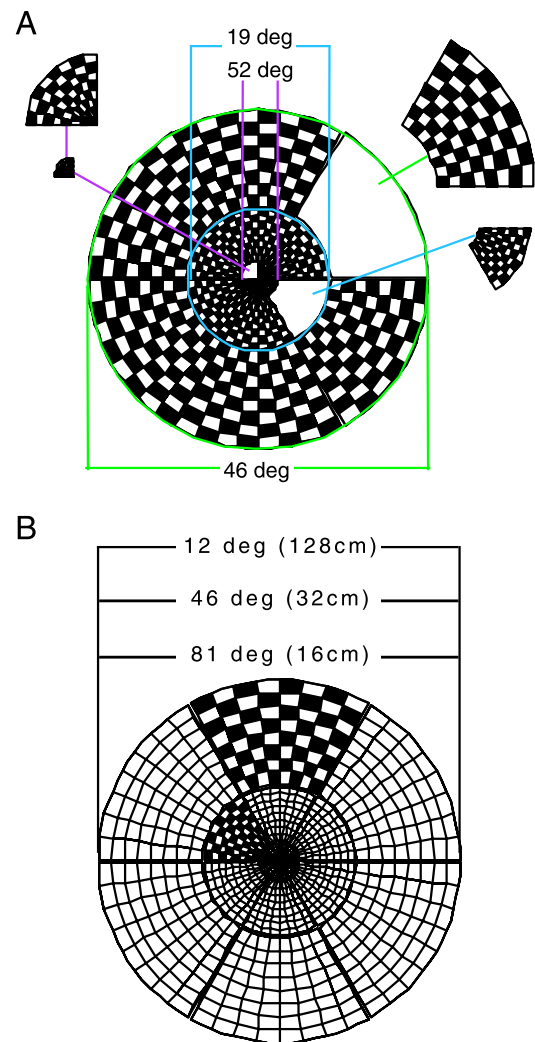 A
19 deg
52 deg
46 deg
B
12 deg (128cm)
46 deg (32cm)
81 deg (16cm)